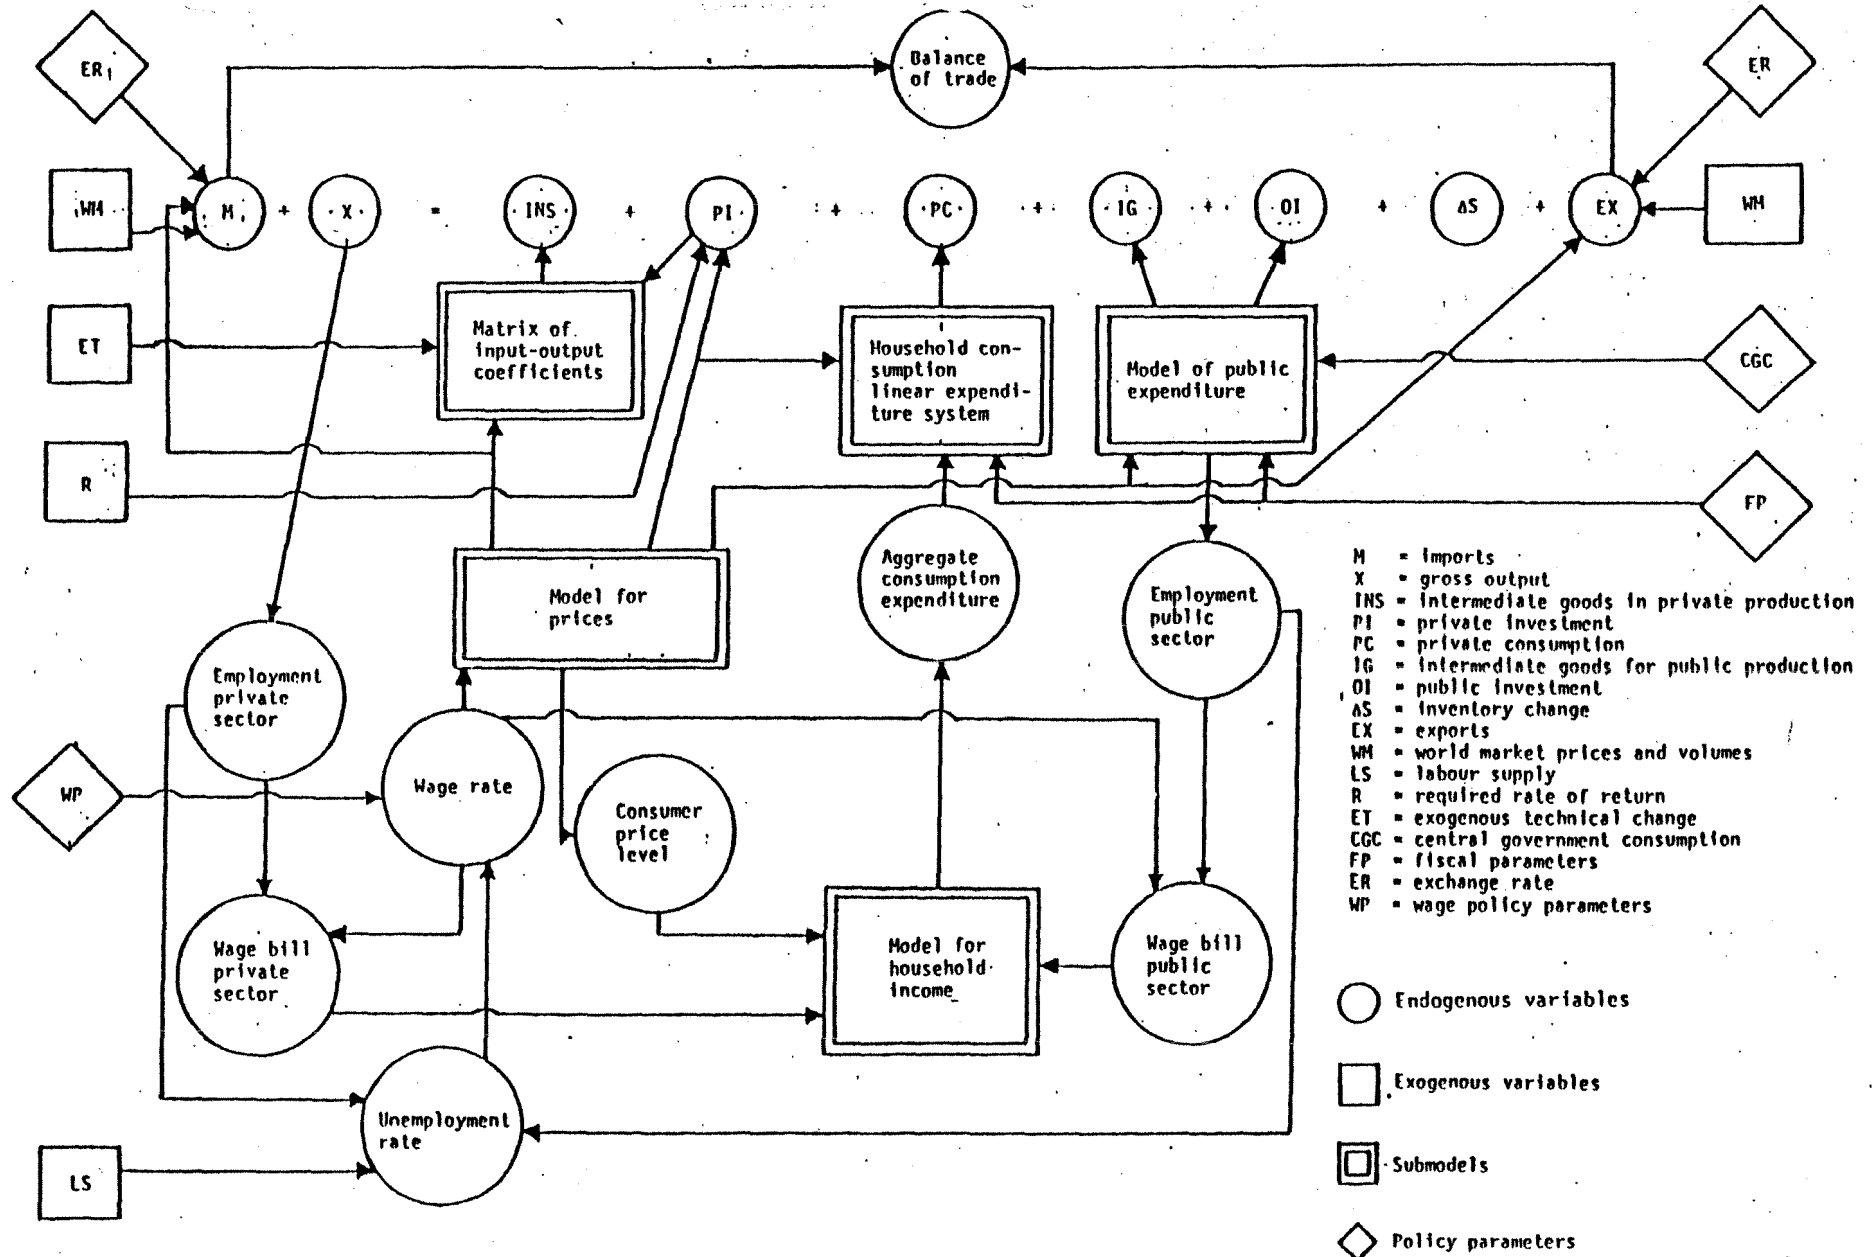 Balance
of trade
ER
ER
WM
M + X = INS + PI + PC + IG + OI + ΔS + EX
WM
ET
Matrix of
input-output
coefficients
Household con-
sumption
linear expendi-
ture system
Model of public
expenditure
CGC
R
FP
Aggregate
consumption
expenditure
Employment
public
sector
Model for
prices
Employment
private
sector
WP
Wage rate
Consumer
price
level
Wage bill
private
sector
Model for
household
income
Wage bill
public
sector
Unemployment
rate
LS
M = imports
X = gross output
INS = intermediate goods in private production
PI = private investment
PC = private consumption
IG = intermediate goods for public production
OI = public investment
ΔS = inventory change
EX = exports
WM = world market prices and volumes
LS = labour supply
R = required rate of return
ET = exogenous technical change
CGC = central government consumption
FP = fiscal parameters
ER = exchange rate
WP = wage policy parameters
Endogenous variables
Exogenous variables
Submodels
Policy parameters